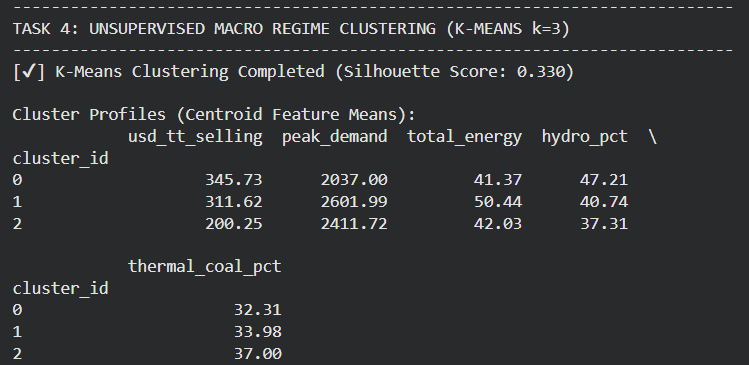 --------------------------------------------------------------------------------
TASK 4: UNSUPERVISED MACRO REGIME CLUSTERING (K-MEANS k=3)
--------------------------------------------------------------------------------
[✓] K-Means Clustering Completed (Silhouette Score: 0.330)
Cluster Profiles (Centroid Feature Means):
            usd_tt_selling  peak_demand  total_energy  hydro_pct  \
cluster_id
0                   345.73      2037.00         41.37      47.21
1                   311.62      2601.99         50.44      40.74
2                   200.25      2411.72         42.03      37.31
            thermal_coal_pct
cluster_id
0                      32.31
1                      33.98
2                      37.00